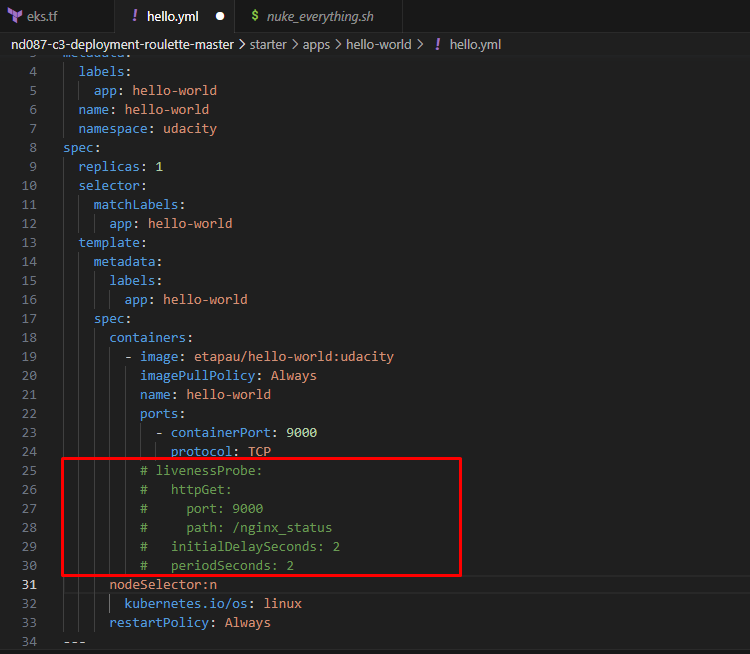 eks.tf
! hello.yml
$ nuke_everything.sh
nd087-c3-deployment-roulette-master > starter > apps > hello-world > ! hello.yml
3 metadata:
4 labels:
5 app: hello-world
6 name: hello-world
7 namespace: udacity
8 spec:
9 replicas: 1
10 selector:
11 matchLabels:
12 app: hello-world
13 template:
14 metadata:
15 labels:
16 app: hello-world
17 spec:
18 containers:
19 - image: etapau/hello-world:udacity
20 imagePullPolicy: Always
21 name: hello-world
22 ports:
23 - containerPort: 9000
24 protocol: TCP
25 # livenessProbe:
26 # httpGet:
27 # port: 9000
28 # path: /nginx_status
29 # initialDelaySeconds: 2
30 # periodSeconds: 2
31 nodeSelector:n
32 kubernetes.io/os: linux
33 restartPolicy: Always
34 ---